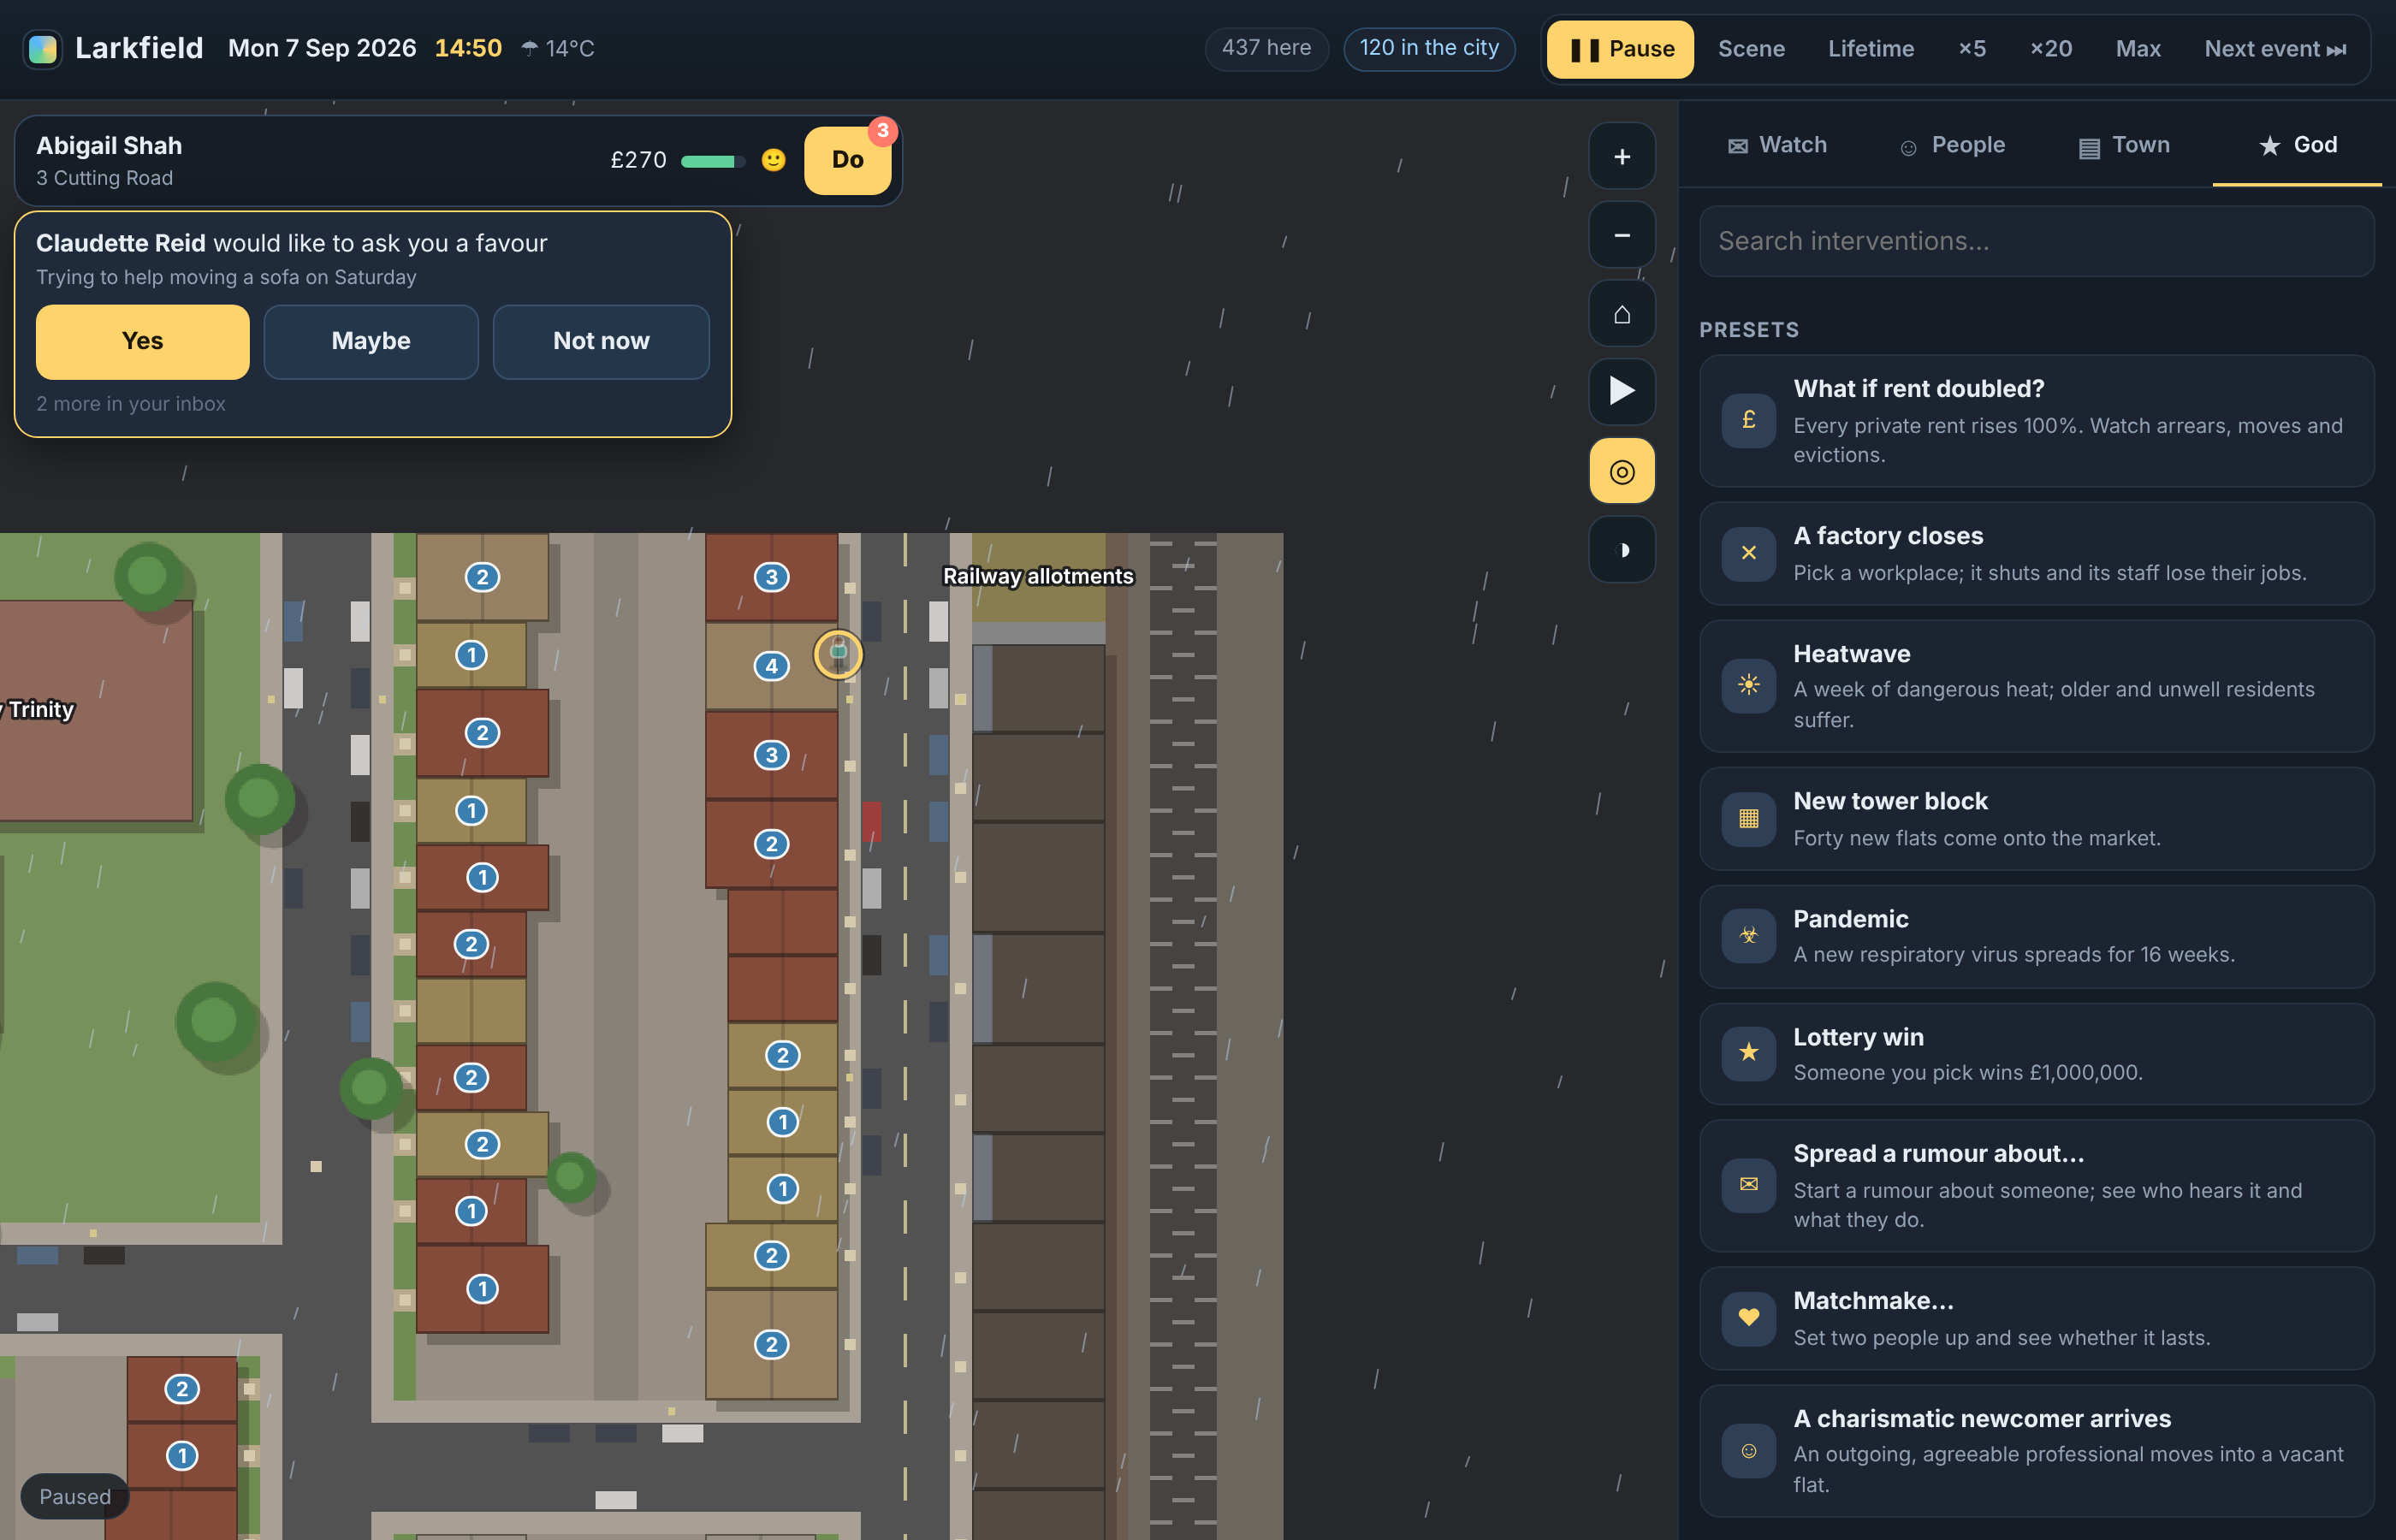 Larkfield Mon 7 Sep 2026 14:50 14°C
437 here 120 in the city Pause Scene Lifetime ×5 ×20 Max Next event
Abigail Shah
3 Cutting Road
£270
Do
3
Claudette Reid would like to ask you a favour
Trying to help moving a sofa on Saturday
Yes Maybe Not now
2 more in your inbox
+
−
Watch People Town God
Search interventions...
PRESETS
£
What if rent doubled?
Every private rent rises 100%. Watch arrears, moves and
evictions.
A factory closes
Pick a workplace; it shuts and its staff lose their jobs.
Heatwave
A week of dangerous heat; older and unwell residents
suffer.
New tower block
Forty new flats come onto the market.
Pandemic
A new respiratory virus spreads for 16 weeks.
Lottery win
Someone you pick wins £1,000,000.
Spread a rumour about...
Start a rumour about someone; see who hears it and
what they do.
Matchmake...
Set two people up and see whether it lasts.
A charismatic newcomer arrives
An outgoing, agreeable professional moves into a vacant
flat.
Railway allotments
y Trinity
2
1
2
1
1
2
2
2
1
1
3
4
3
2
2
1
1
2
2
2
1
Paused